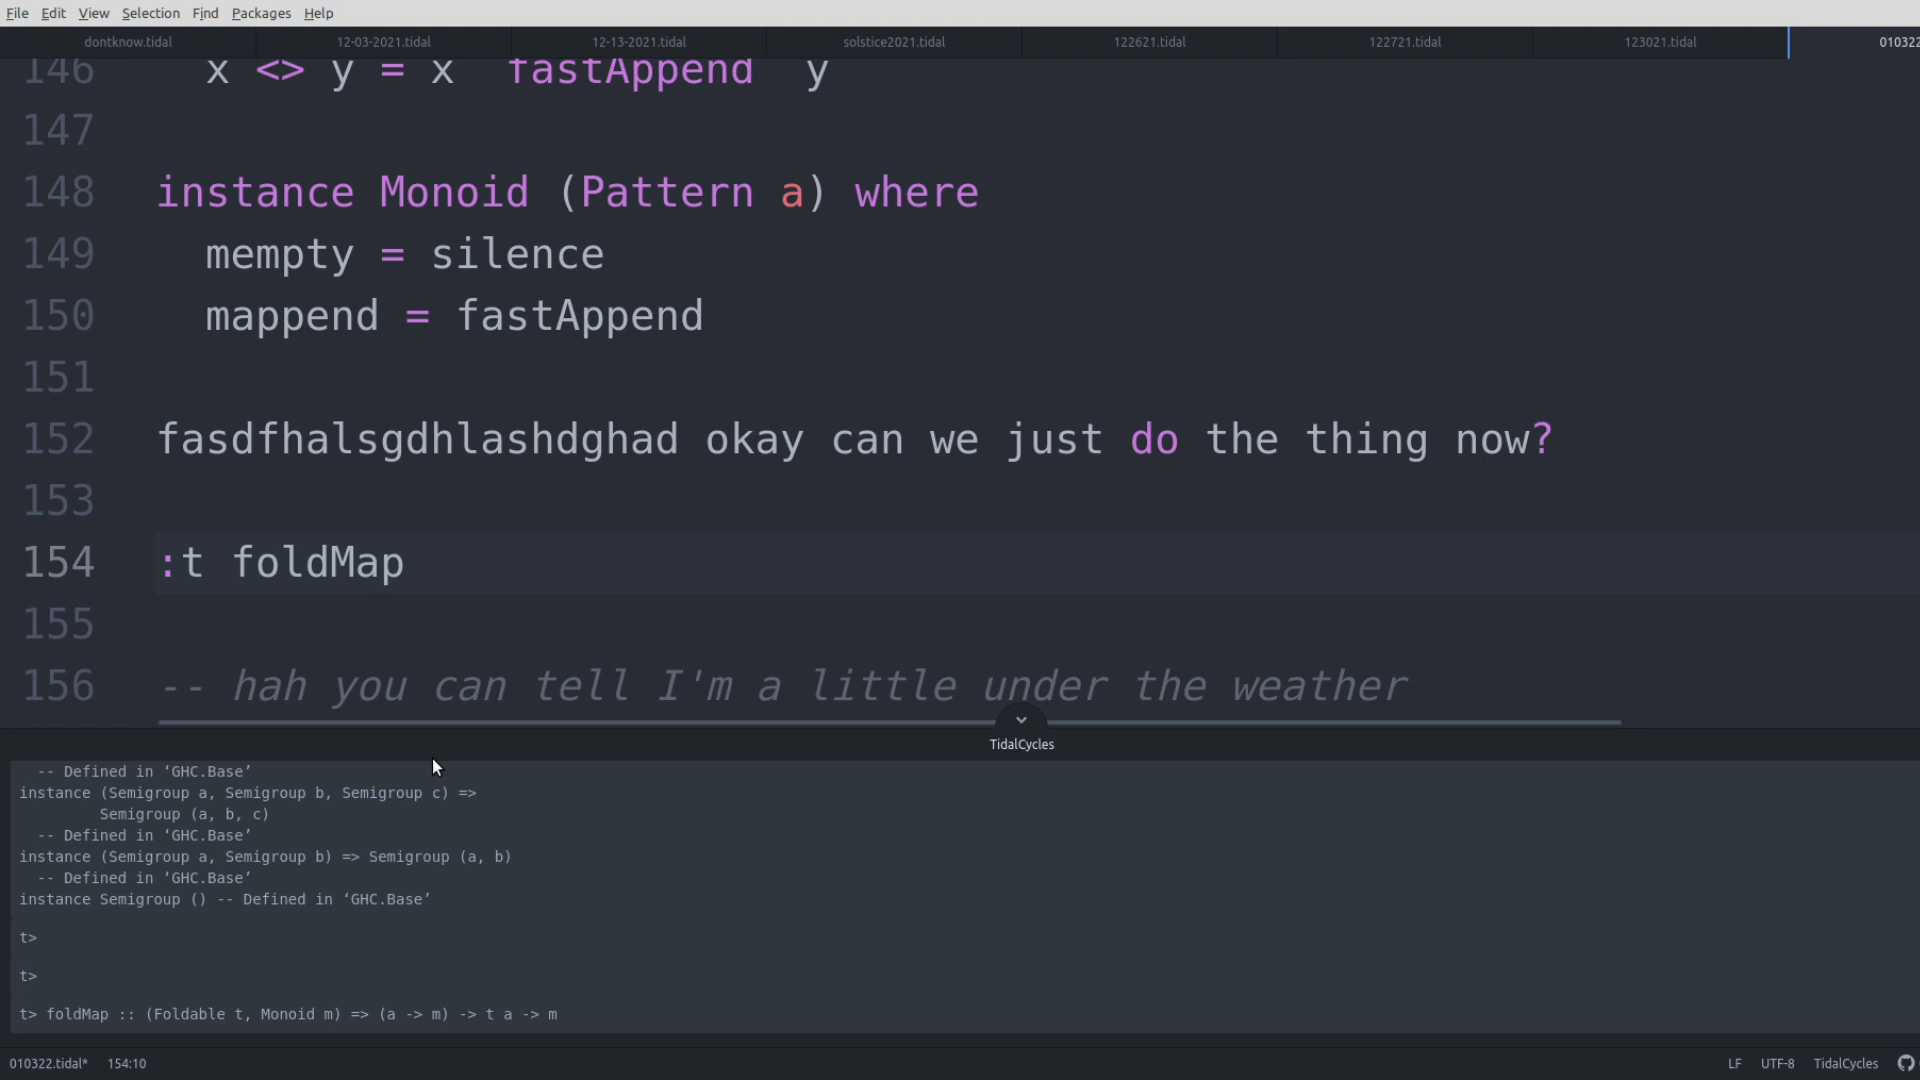 File Edit View Selection Find Packages Help
dontknow.tidal 12-03-2021.tidal 12-13-2021.tidal solstice2021.tidal 122621.tidal 122721.tidal 123021.tidal 010322
146 x <> y = x fastAppend y
147
148 instance Monoid (Pattern a) where
149 mempty = silence
150 mappend = fastAppend
151
152 fasdfhalsgdhlashdghad okay can we just do the thing now?
153
154 :t foldMap
155
156 -- hah you can tell I'm a little under the weather
TidalCycles
-- Defined in ‘GHC.Base’
instance (Semigroup a, Semigroup b, Semigroup c) =>
Semigroup (a, b, c)
-- Defined in ‘GHC.Base’
instance (Semigroup a, Semigroup b) => Semigroup (a, b)
-- Defined in ‘GHC.Base’
instance Semigroup () -- Defined in ‘GHC.Base’
t>
t>
t> foldMap :: (Foldable t, Monoid m) => (a -> m) -> t a -> m
010322.tidal* 154:10 LF UTF-8 TidalCycles